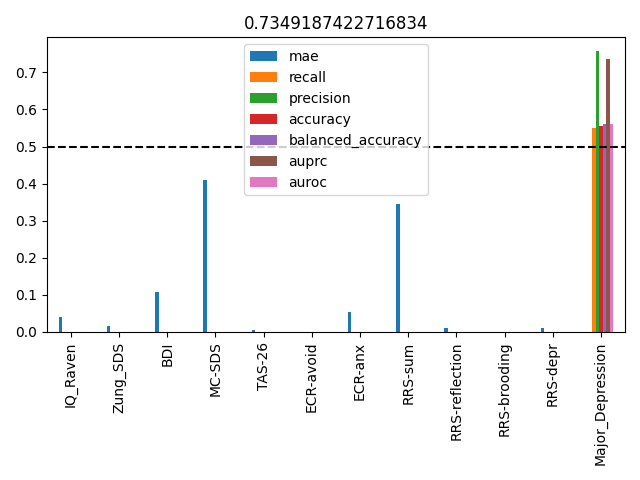 0.7349187422716834
mae
recall
precision
accuracy
balanced_accuracy
auprc
auroc
0.7
0.6
0.5
0.4
0.3
0.2
0.1
0.0
IQ_Raven
Zung_SDS
BDI
MC-SDS
TAS-26
ECR-avoid
ECR-anx
RRS-sum
RRS-reflection
RRS-brooding
RRS-depr
Major_Depression